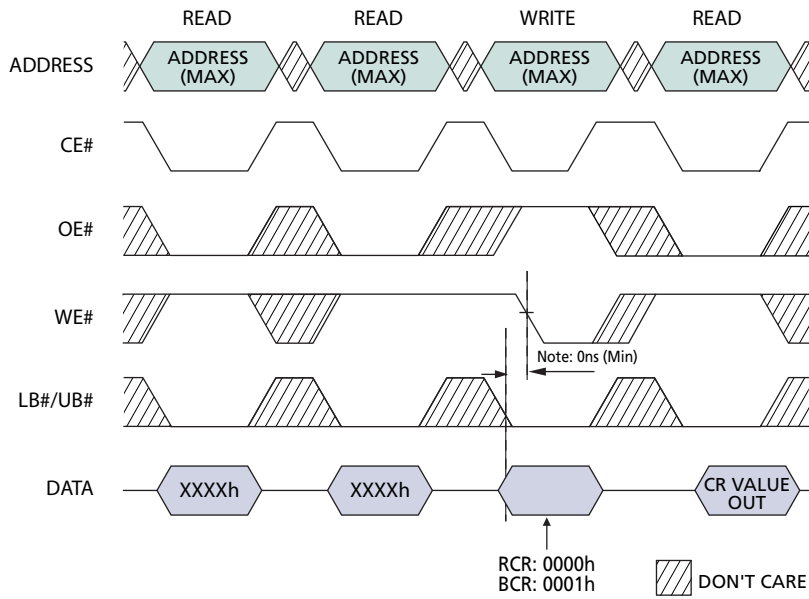 READ READ WRITE READ
ADDRESS
ADDRESS (MAX)
ADDRESS (MAX)
ADDRESS (MAX)
ADDRESS (MAX)
CE#
OE#
WE#
Note: 0ns (Min)
LB#/UB#
DATA
XXXXh
XXXXh
CR VALUE OUT
RCR: 0000h
BCR: 0001h
DON'T CARE